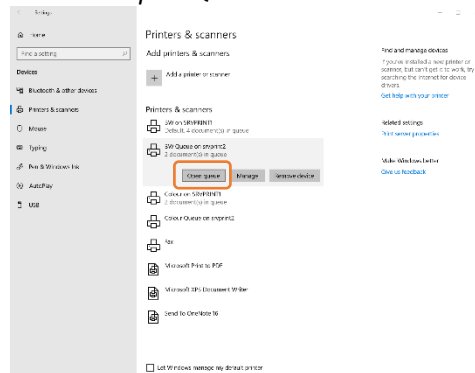 Settings
Home
Find a setting
Devices
Bluetooth & other devices
Printers & scanners
Mouse
Typing
Pen & Windows Ink
AutoPlay
USB
Printers & scanners
Add printers & scanners
Add a printer or scanner
Printers & scanners
on SRVPRINT1
Default, 4 document(s) in queue
Queue on srvprint2
2 document(s) in queue
Open queue
Manage
Remove device
Colour on SRVPRINT1
2 document(s) in queue
Colour Queue on srvprint2
Fax
Microsoft Print to PDF
Microsoft XPS Document Writer
Send To OneNote 16
Let Windows manage my default printer
Find and manage devices
If you've installed a new printer or
scanner, but can't get it to work, try
searching the internet for device
drivers.
Get help with your printer
Related settings
Print server properties
Make Windows better
Give us feedback